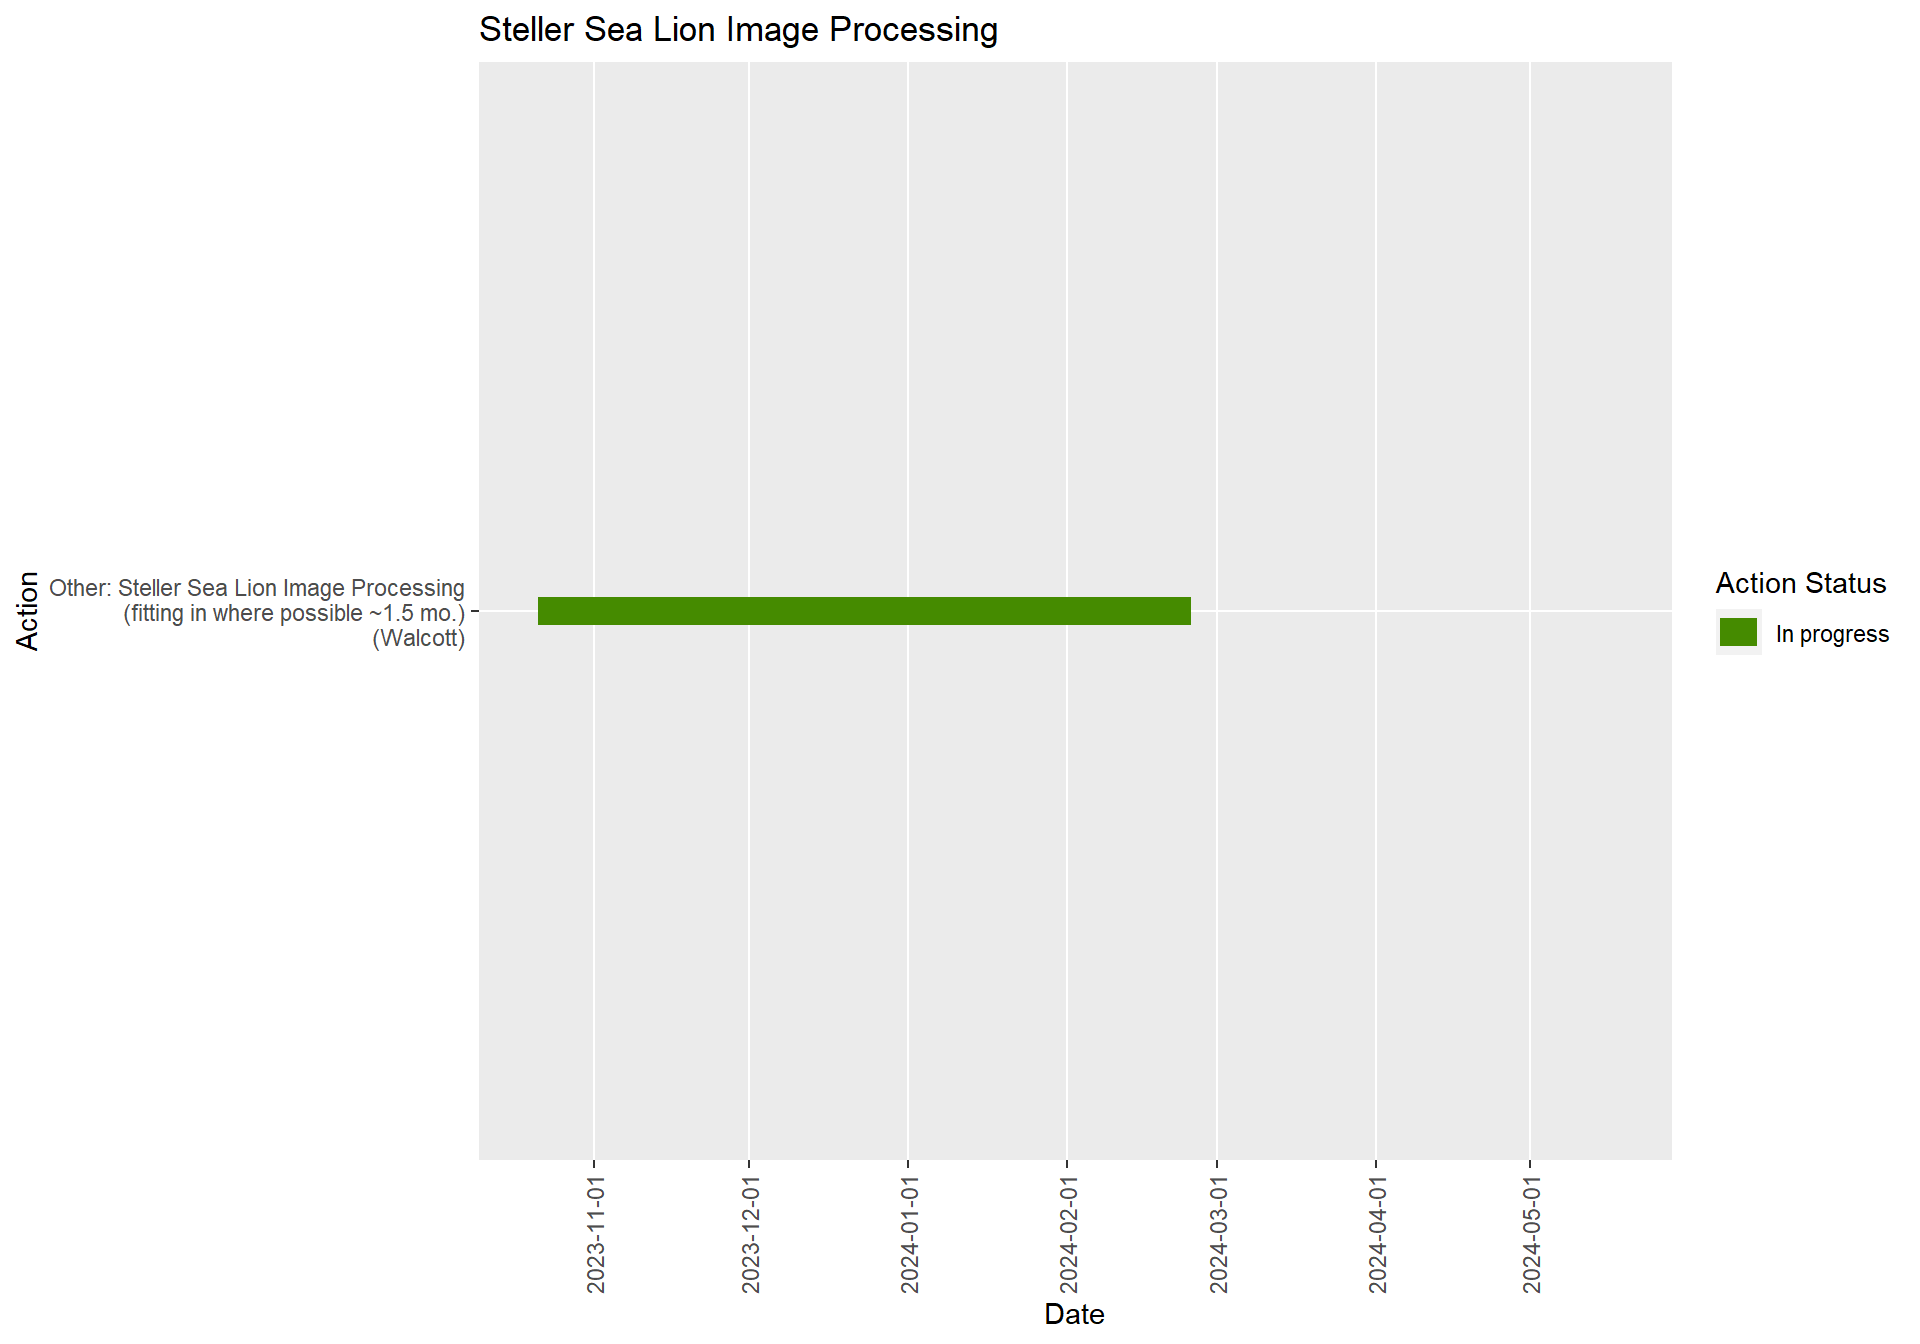 Steller Sea Lion Image Processing
Action
Other: Steller Sea Lion Image Processing
(fitting in where possible ~1.5 mo.)
(Walcott)
Action Status
In progress
2023-11-01
2023-12-01
2024-01-01
2024-02-01
2024-03-01
2024-04-01
2024-05-01
Date